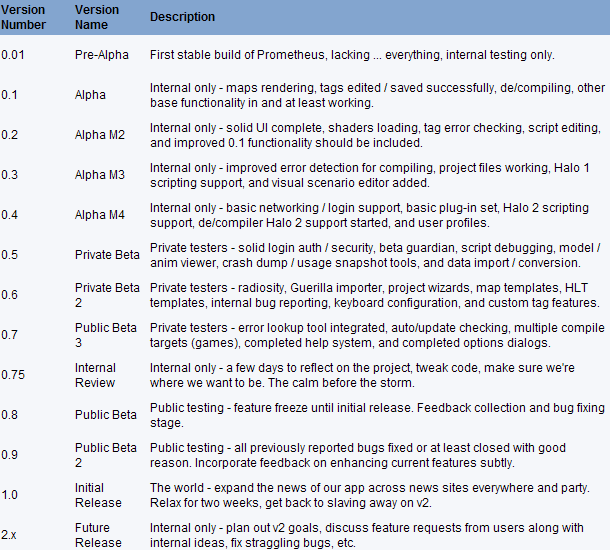 Version Number Version Name Description
0.01 Pre-Alpha First stable build of Prometheus, lacking ... everything, internal testing only.
0.1 Alpha Internal only - maps rendering, tags edited / saved successfully, de/compiling, other
base functionality in and at least working.
0.2 Alpha M2 Internal only - solid UI complete, shaders loading, tag error checking, script editing,
and improved 0.1 functionality should be included.
0.3 Alpha M3 Internal only - improved error detection for compiling, project files working, Halo 1
scripting support, and visual scenario editor added.
0.4 Alpha M4 Internal only - basic networking / login support, basic plug-in set, Halo 2 scripting
support, de/compiler Halo 2 support started, and user profiles.
0.5 Private Beta Private testers - solid login auth / security, beta guardian, script debugging, model /
anim viewer, crash dump / usage snapshot tools, and data import / conversion.
0.6 Private Beta 2 Private testers - radiosity, Guerilla importer, project wizards, map templates, HLT
templates, internal bug reporting, keyboard configuration, and custom tag features.
0.7 Public Beta 3 Private testers - error lookup tool integrated, auto/update checking, multiple compile
targets (games), completed help system, and completed options dialogs.
0.75 Internal Review Internal only - a few days to reflect on the project, tweak code, make sure we're
where we want to be. The calm before the storm.
0.8 Public Beta Public testing - feature freeze until initial release. Feedback collection and bug fixing
stage.
0.9 Public Beta 2 Public testing - all previously reported bugs fixed or at least closed with good
reason. Incorporate feedback on enhancing current features subtly.
1.0 Initial Release The world - expand the news of our app across news sites everywhere and party.
Relax for two weeks, get back to slaving away on v2.
2.x Future Release Internal only - plan out v2 goals, discuss feature requests from users along with
internal ideas, fix straggling bugs, etc.